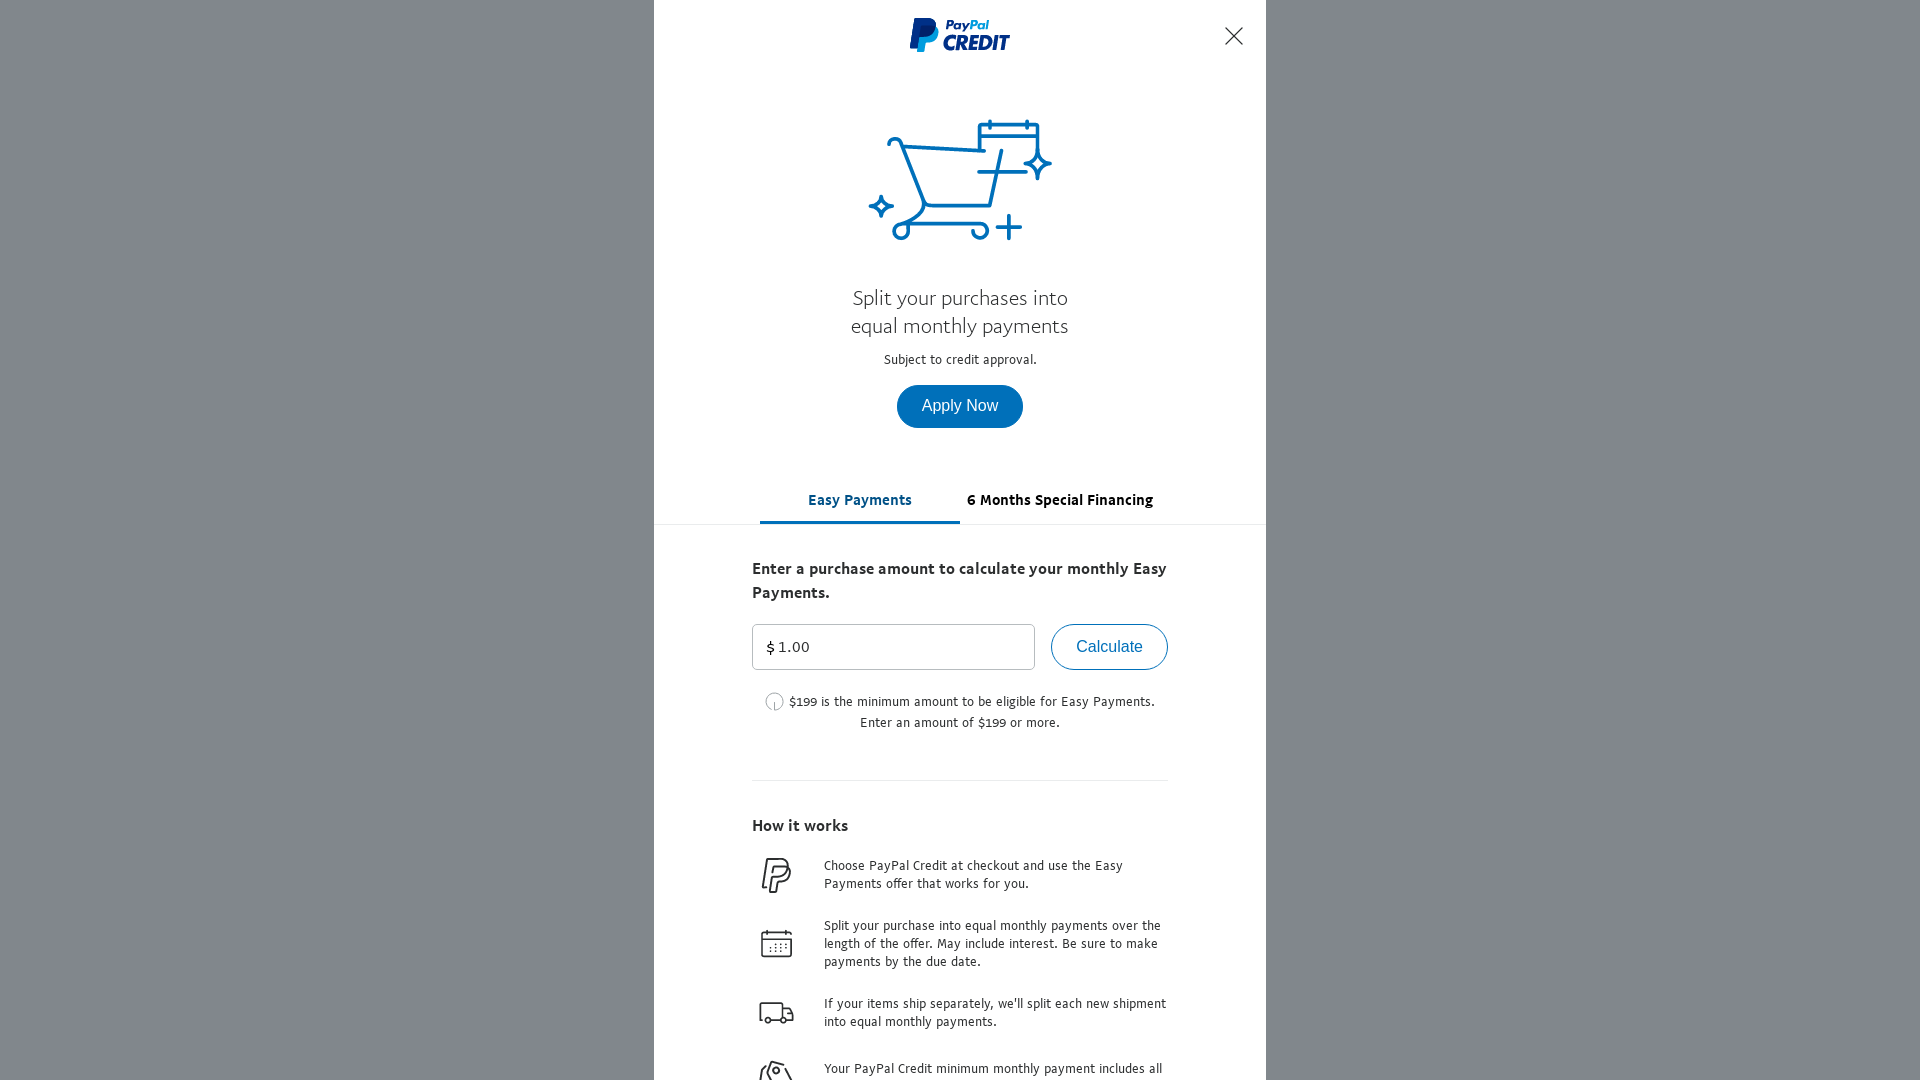 PayPal
CREDIT
Split your purchases into
equal monthly payments
Subject to credit approval.
Apply Now
Easy Payments
6 Months Special Financing
Enter a purchase amount to calculate your monthly Easy
Payments.
$ 1.00
Calculate
$199 is the minimum amount to be eligible for Easy Payments.
Enter an amount of $199 or more.
How it works
Choose PayPal Credit at checkout and use the Easy
Payments offer that works for you.
Split your purchase into equal monthly payments over the
length of the offer. May include interest. Be sure to make
payments by the due date.
If your items ship separately, we'll split each new shipment
into equal monthly payments.
Your PayPal Credit minimum monthly payment includes all